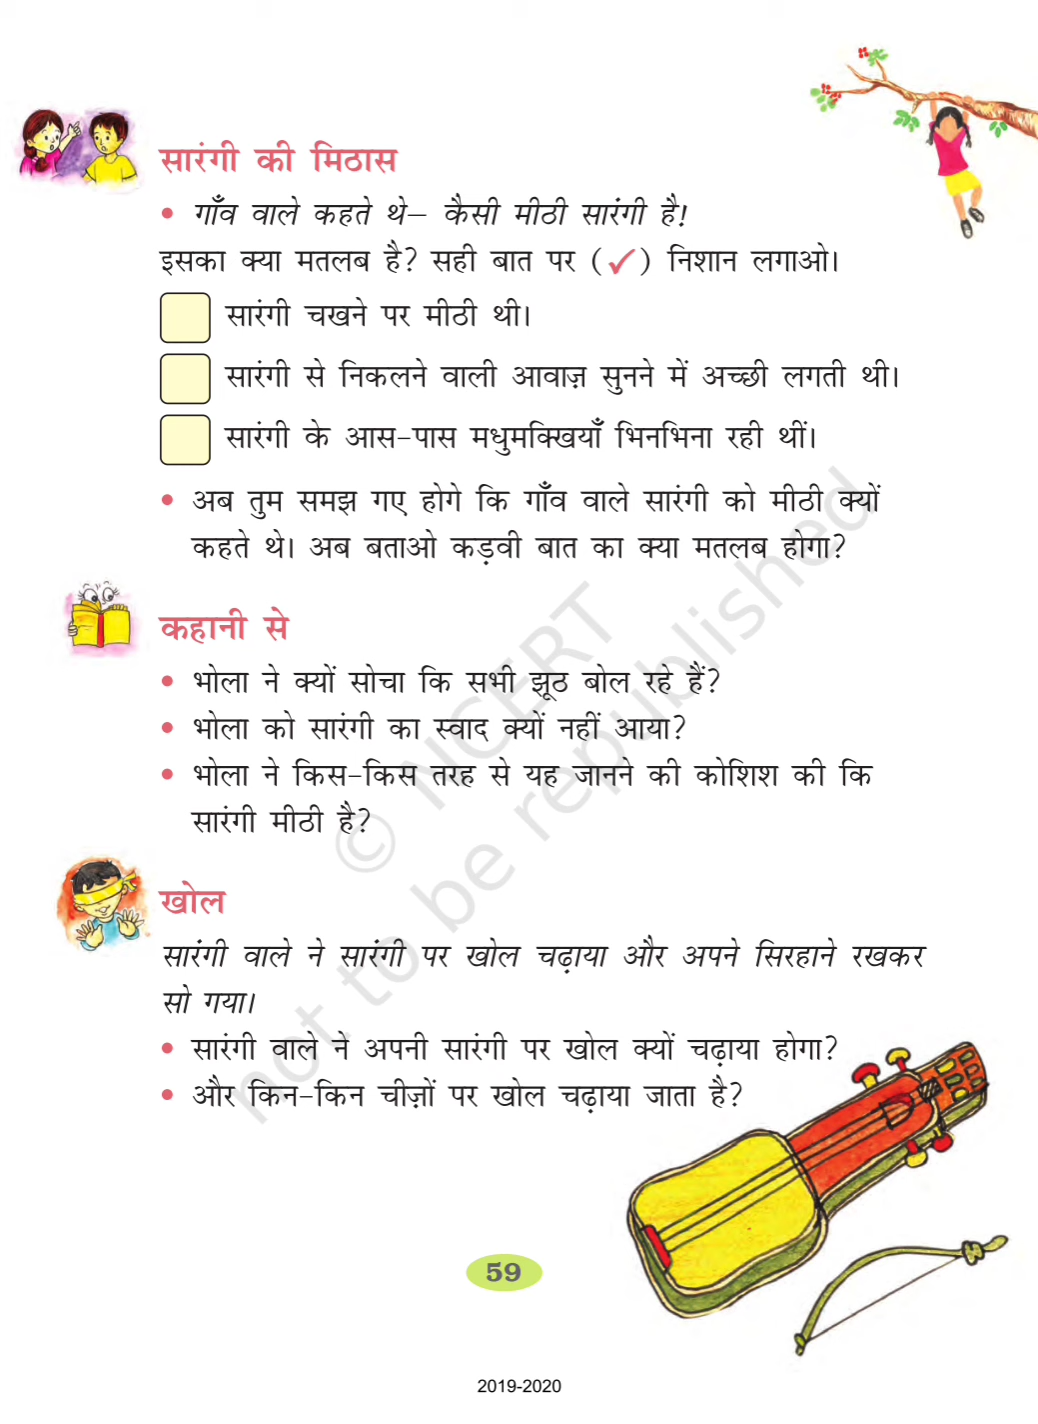 सारंगी की मिठास
• गाँव वाले कहते थे– कैसी मीठी सारंगी है!
इसका क्या मतलब है? सही बात पर (✓) निशान लगाओ।
सारंगी चखने पर मीठी थी।
सारंगी से निकलने वाली आवाज़ सुनने में अच्छी लगती थी।
सारंगी के आस-पास मधुमक्खियाँ भिनभिना रही थीं।
• अब तुम समझ गए होगे कि गाँव वाले सारंगी को मीठी क्यों
कहते थे। अब बताओ कड़वी बात का क्या मतलब होगा?
कहानी से
• भोला ने क्यों सोचा कि सभी झूठ बोल रहे हैं?
• भोला को सारंगी का स्वाद क्यों नहीं आया?
• भोला ने किस-किस तरह से यह जानने की कोशिश की कि
सारंगी मीठी है?
खोल
सारंगी वाले ने सारंगी पर खोल चढ़ाया और अपने सिरहाने रखकर
सो गया।
• सारंगी वाले ने अपनी सारंगी पर खोल क्यों चढ़ाया होगा?
• और किन-किन चीज़ों पर खोल चढ़ाया जाता है?
59
2019-2020
© NCERT
not to be republished